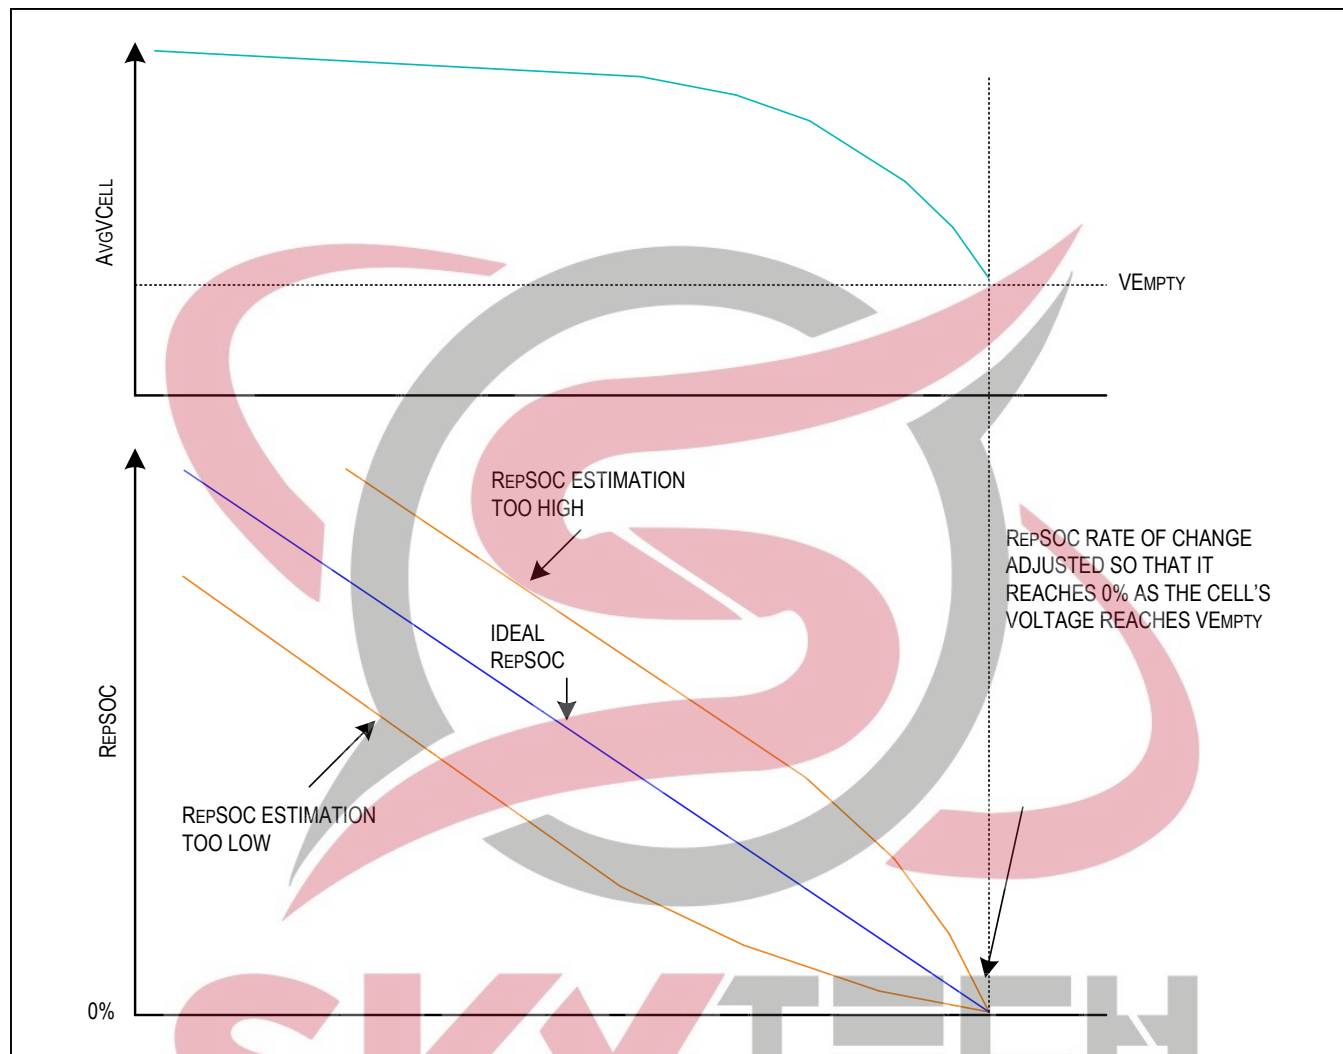 AVGVCELL
VEMPTY
REPSOC ESTIMATION
TOO HIGH
REPSOC RATE OF CHANGE
ADJUSTED SO THAT IT
REACHES 0% AS THE CELL'S
VOLTAGE REACHES VEMPTY
IDEAL
REPSOC
REPSOC
REPSOC ESTIMATION
TOO LOW
0%
SKYTECH